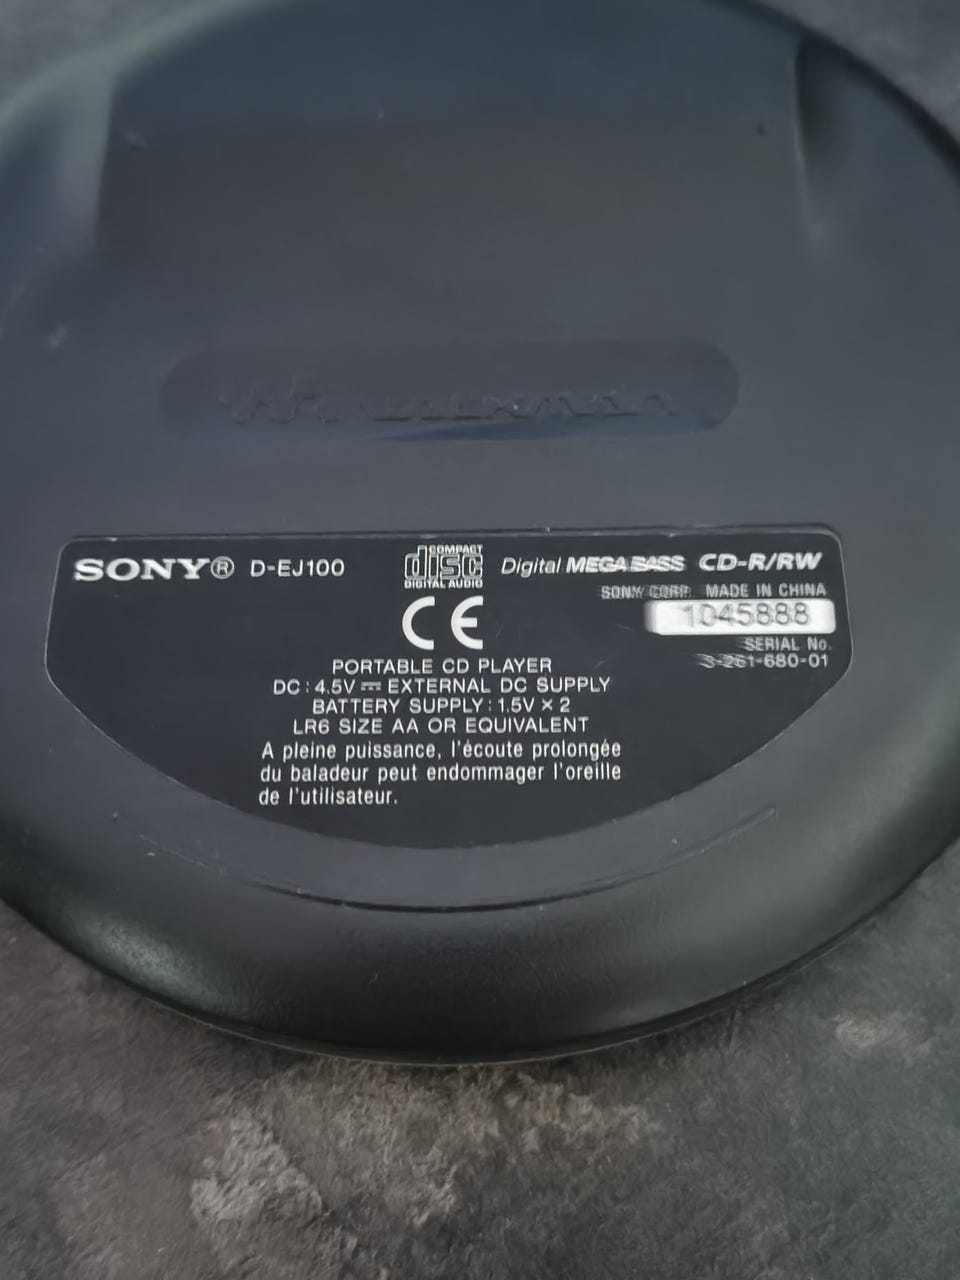 WALKMAN
SONY® D-EJ100 COMPACT disc DIGITAL AUDIO Digital MEGA BASS CD-R/RW
SONY CORP. MADE IN CHINA
CE 1045888
SERIAL No.
3-261-680-01
PORTABLE CD PLAYER
DC : 4.5V ⎓ EXTERNAL DC SUPPLY
BATTERY SUPPLY : 1.5V × 2
LR6 SIZE AA OR EQUIVALENT
A pleine puissance, l'écoute prolongée
du baladeur peut endommager l'oreille
de l'utilisateur.